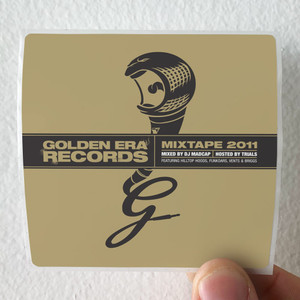 GOLDEN ERA
RECORDS
MIXTAPE 2011
MIXED BY DJ MADCAP | HOSTED BY TRIALS
FEATURING HILLTOP HOODS, FUNKOARS, VENTS & BRIGGS
G